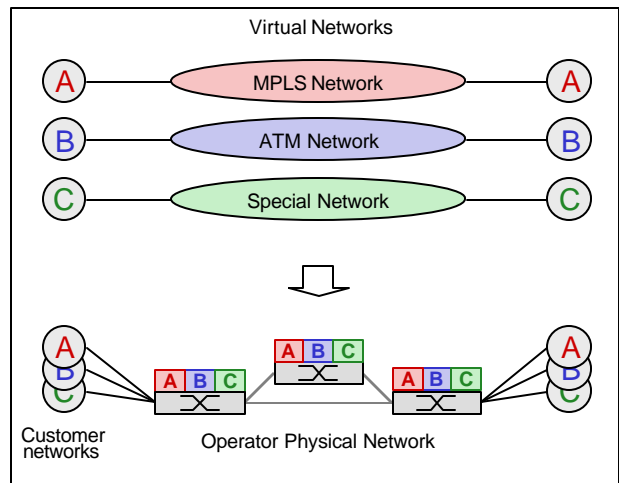 Virtual Networks
A MPLS Network A
B ATM Network B
C Special Network C
A B C
A A
B A B C A B C B
C C
Customer
networks
Operator Physical Network